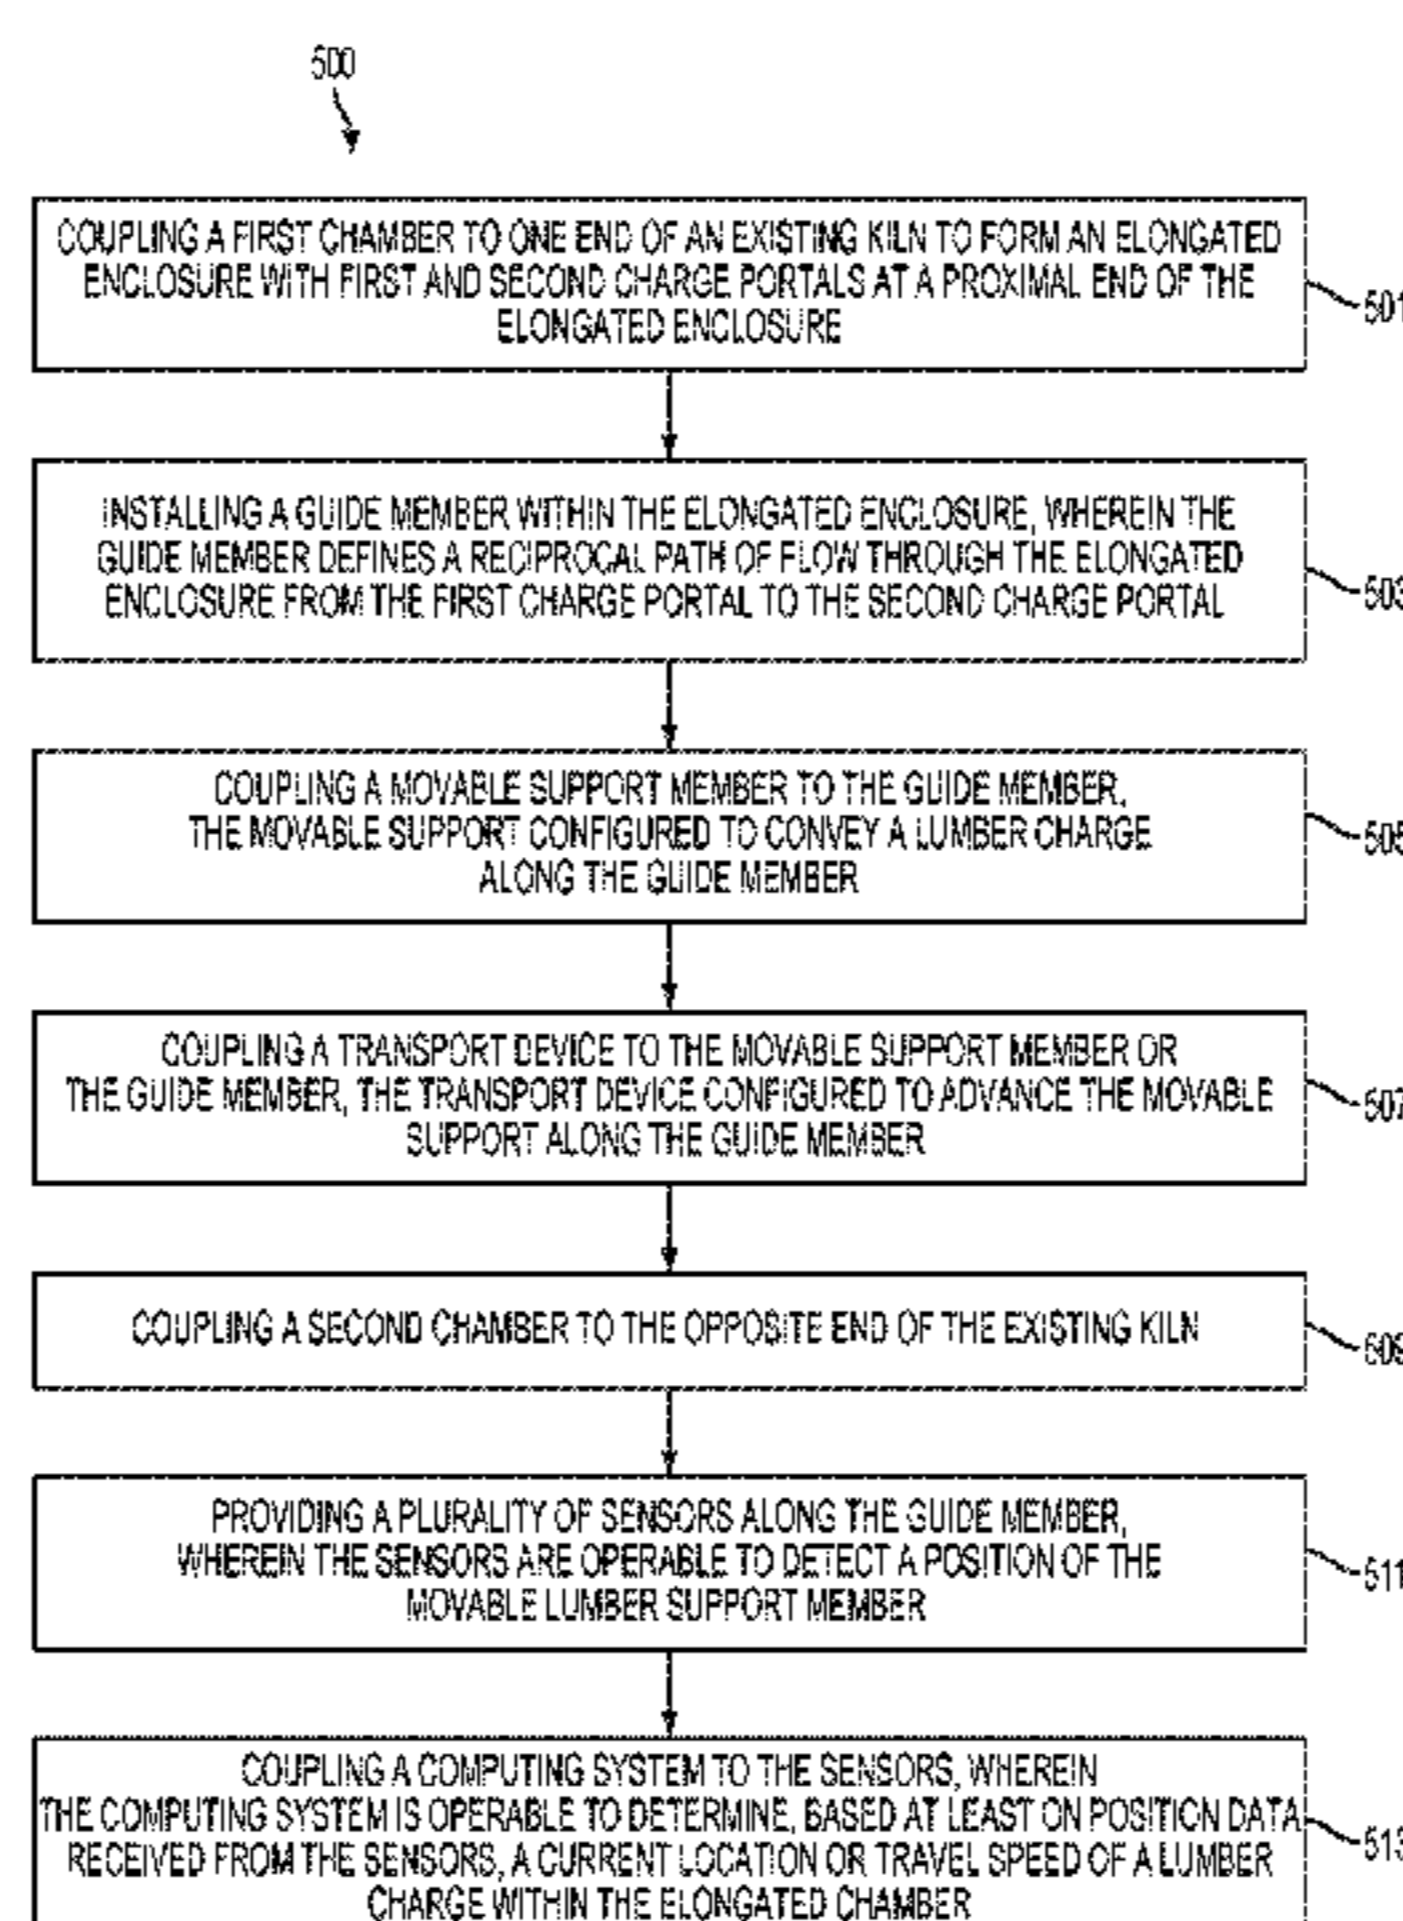 500
COUPLING A FIRST CHAMBER TO ONE END OF AN EXISTING KILN TO FORM AN ELONGATED
ENCLOSURE WITH FIRST AND SECOND CHARGE PORTALS AT A PROXIMAL END OF THE
ELONGATED ENCLOSURE
501
INSTALLING A GUIDE MEMBER WITHIN THE ELONGATED ENCLOSURE, WHEREIN THE
GUIDE MEMBER DEFINES A RECIPROCAL PATH OF FLOW THROUGH THE ELONGATED
ENCLOSURE FROM THE FIRST CHARGE PORTAL TO THE SECOND CHARGE PORTAL
503
COUPLING A MOVABLE SUPPORT MEMBER TO THE GUIDE MEMBER,
THE MOVABLE SUPPORT CONFIGURED TO CONVEY A LUMBER CHARGE
ALONG THE GUIDE MEMBER
505
COUPLING A TRANSPORT DEVICE TO THE MOVABLE SUPPORT MEMBER OR
THE GUIDE MEMBER, THE TRANSPORT DEVICE CONFIGURED TO ADVANCE THE MOVABLE
SUPPORT ALONG THE GUIDE MEMBER
507
COUPLING A SECOND CHAMBER TO THE OPPOSITE END OF THE EXISTING KILN
509
PROVIDING A PLURALITY OF SENSORS ALONG THE GUIDE MEMBER,
WHEREIN THE SENSORS ARE OPERABLE TO DETECT A POSITION OF THE
MOVABLE LUMBER SUPPORT MEMBER
511
COUPLING A COMPUTING SYSTEM TO THE SENSORS, WHEREIN
THE COMPUTING SYSTEM IS OPERABLE TO DETERMINE, BASED AT LEAST ON POSITION DATA
RECEIVED FROM THE SENSORS, A CURRENT LOCATION OR TRAVEL SPEED OF A LUMBER
CHARGE WITHIN THE ELONGATED CHAMBER
513